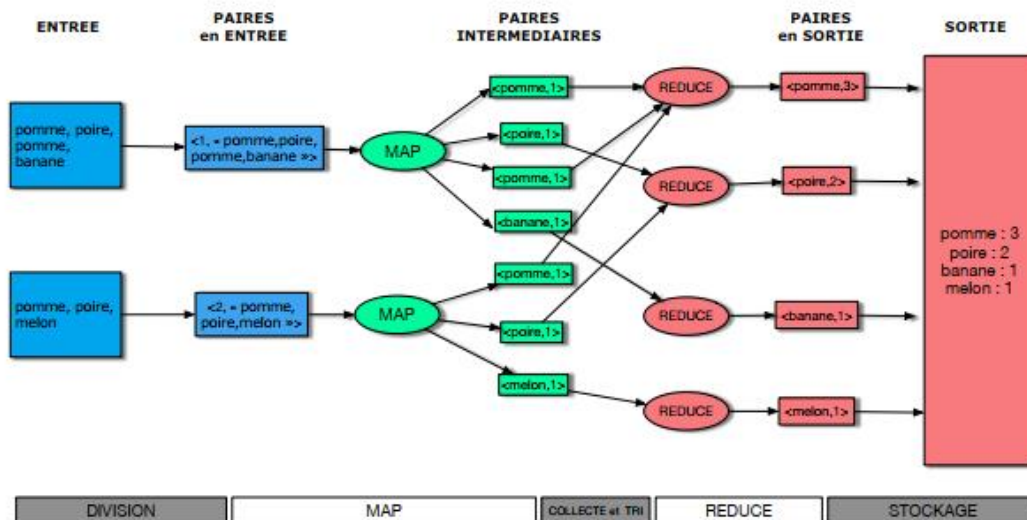 ENTREE
PAIRES
en ENTREE
PAIRES
INTERMEDIAIRES
PAIRES
en SORTIE
SORTIE
pomme, poire,
pomme,
banane
<1, « pomme,poire,
pomme,banane »>
MAP
<pomme,1>
<poire,1>
<pomme,1>
<banane,1>
REDUCE
<pomme,3>
REDUCE
<poire,2>
pomme, poire,
melon
<2, « pomme,
poire,melon »>
MAP
<pomme,1>
<poire,1>
<melon,1>
REDUCE
<banane,1>
REDUCE
<melon,1>
pomme : 3
poire : 2
banane : 1
melon : 1
DIVISION
MAP
COLLECTE et TRI
REDUCE
STOCKAGE